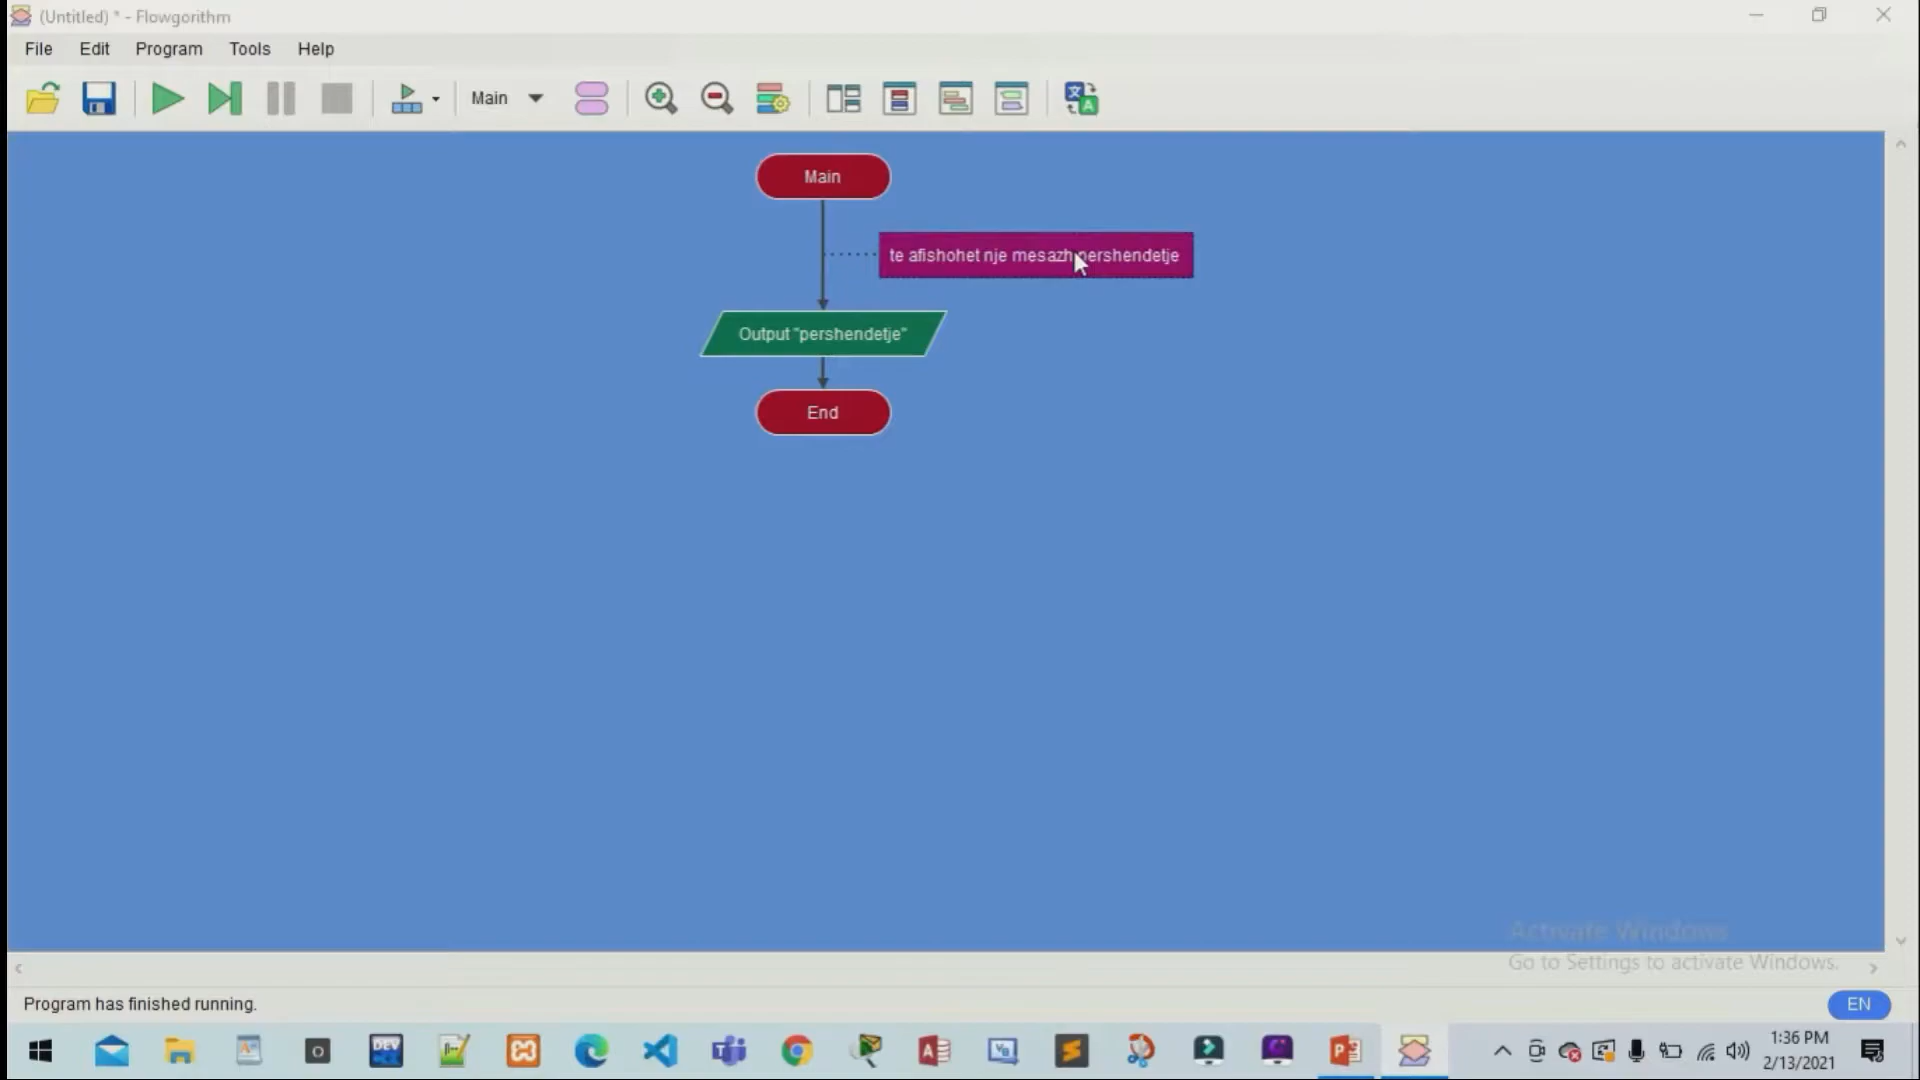 (Untitled) * - Flowgorithm
File Edit Program Tools Help
Main
Main
te afishohet nje mesazh pershendetje
Output "pershendetje"
End
Activate Windows
Go to Settings to activate Windows.
Program has finished running.
EN
DEV
1:36 PM
2/13/2021